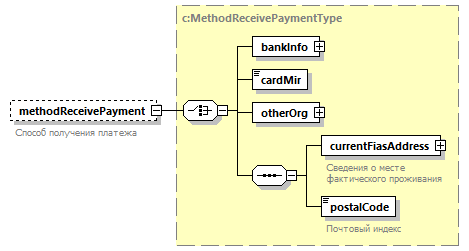 c:MethodReceivePaymentType
bankInfo
cardMir
methodReceivePayment
otherOrg
Способ получения платежа
currentFiasAddress
Сведения о месте
фактического проживания
postalCode
Почтовый индекс